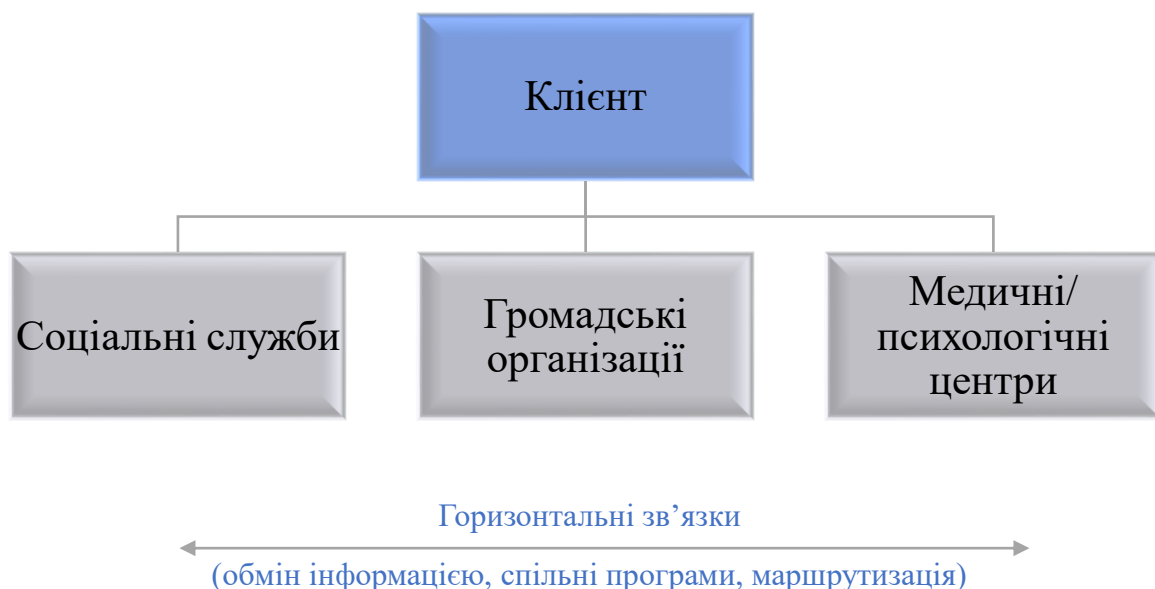 Клієнт
Соціальні служби
Громадські
організації
Медичні/
психологічні
центри
Горизонтальні зв’язки
(обмін інформацією, спільні програми, маршрутизація)